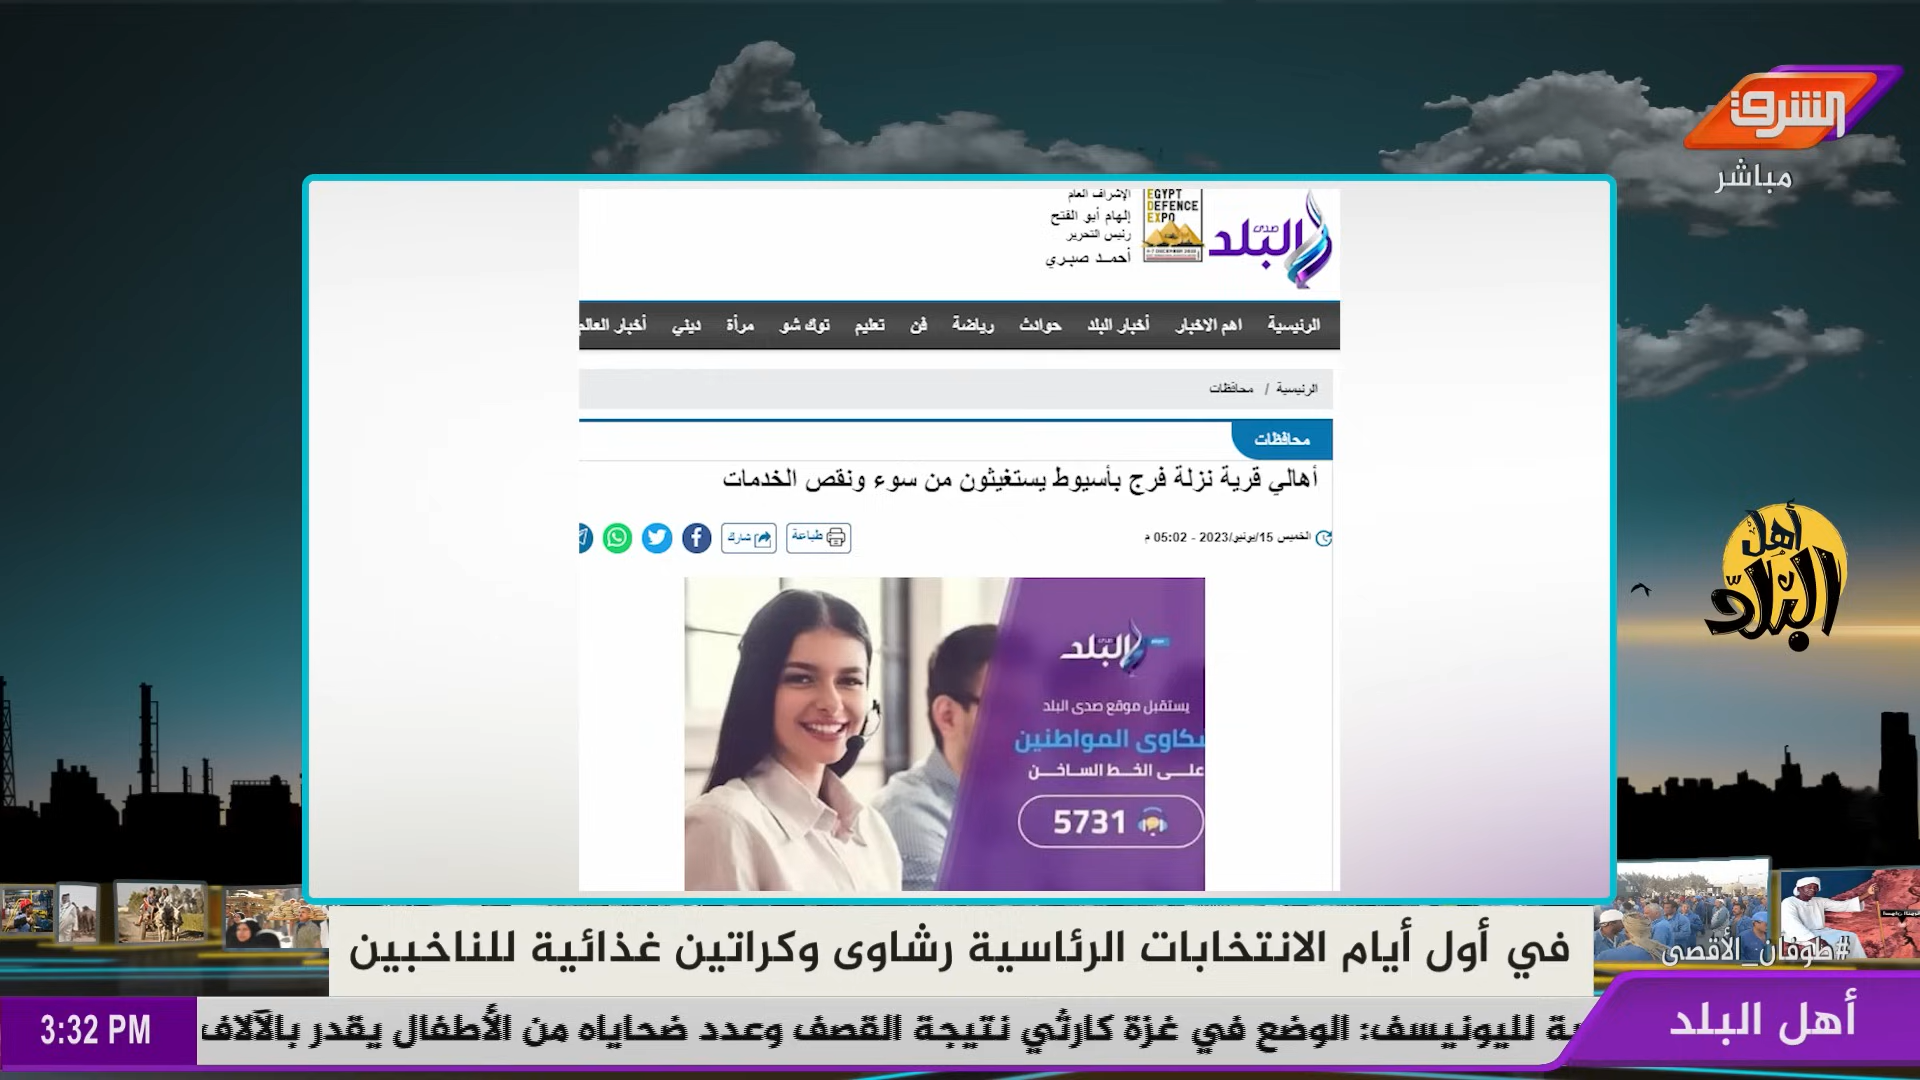 الشرق
مباشر
الإشراف العام
إلهام أبو الفتح
رئيس التحرير
أحمـد صبـري
EGYPT
DEFENCE
EXPO
صدى
البلد
الرئيسية اهم الاخبار أخبار البلد حوادث رياضة فن تعليم توك شو مرأة ديني أخبار العالم
الرئيسية / محافظات
محافظات
أهالي قرية نزلة فرج بأسيوط يستغيثون من سوء ونقص الخدمات
الخميس 15/يونيو/2023 - 05:02 م
طباعة
شارك
صدى
البلد
يستقبل موقع صدى البلد
شكاوى المواطنين
على الخط الساخن
5731
أهل
البلد
في أول أيام الانتخابات الرئاسية رشاوى وكراتين غذائية للناخبين
#طوفان_الأقصى
أهل البلد
لليونيسف: الوضع في غزة كارثي نتيجة القصف وعدد ضحاياه من الأطفال يقدر بالآلاف
3:32 PM